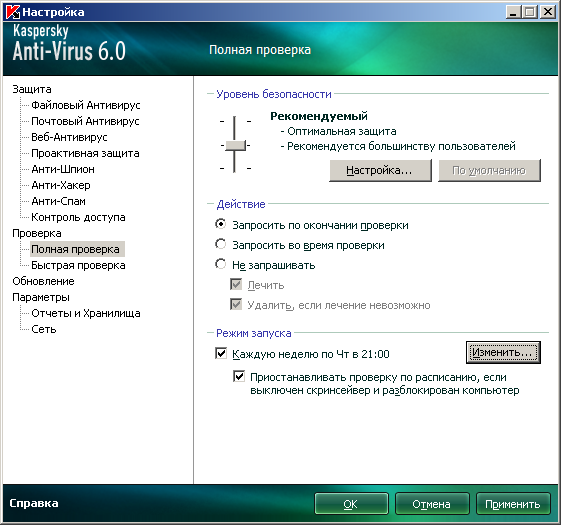 Настройка
Kaspersky
Anti-Virus 6.0
Полная проверка
Защита
Файловый Антивирус
Почтовый Антивирус
Веб-Антивирус
Проактивная защита
Анти-Шпион
Анти-Хакер
Анти-Спам
Контроль доступа
Проверка
Полная проверка
Быстрая проверка
Обновление
Параметры
Отчеты и Хранилища
Сеть
Уровень безопасности
Рекомендуемый
- Оптимальная защита
- Рекомендуется большинству пользователей
Настройка...
По умолчанию
Действие
Запросить по окончании проверки
Запросить во время проверки
Не запрашивать
Лечить
Удалить, если лечение невозможно
Режим запуска
Каждую неделю по Чт в 21:00
Изменить...
Приостанавливать проверку по расписанию, если
выключен скринсейвер и разблокирован компьютер
Справка
OK
Отмена
Применить